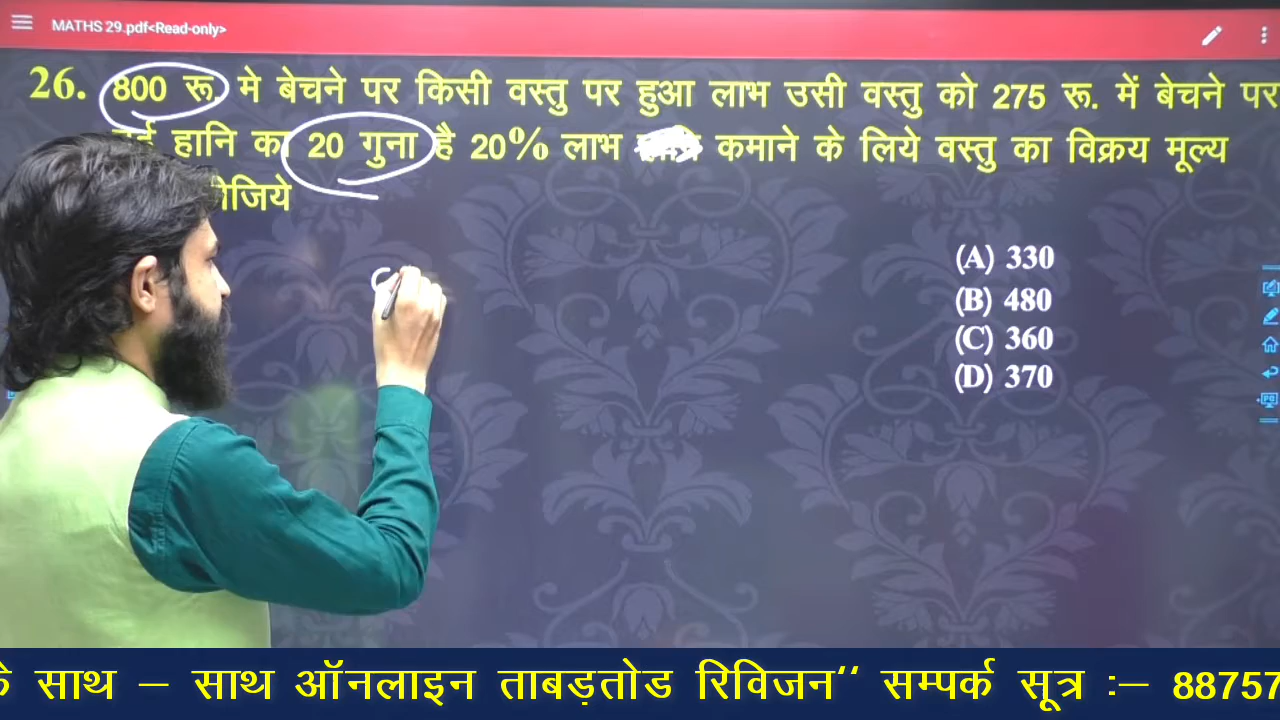 MATHS 29.pdf<Read-only>
26. 800 रू. मे बेचने पर किसी वस्तु पर हुआ लाभ उसी वस्तु को 275 रू. में बेचने पर
हानि का 20 गुना है 20% लाभ कमाने के लिये वस्तु का विक्रय मूल्य
(A) 330
(B) 480
(C) 360
(D) 370
साथ – साथ ऑनलाइन ताबड़तोड रिविजन‘‘ सम्पर्क सूत्र :– 88757